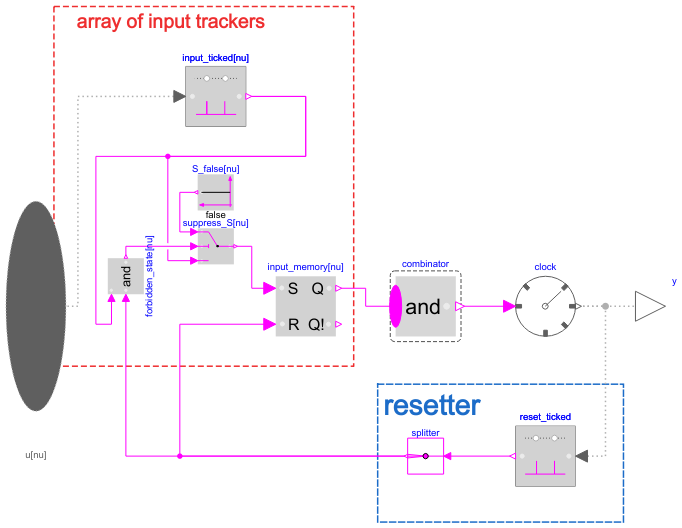 array of input trackers
input_ticked[nu]
S_false[nu]
false
suppress_S[nu]
and
forbidden_state[nu]
input_memory[nu]
S Q
R Q!
combinator
and
clock
y
resetter
reset_ticked
splitter
u[nu]